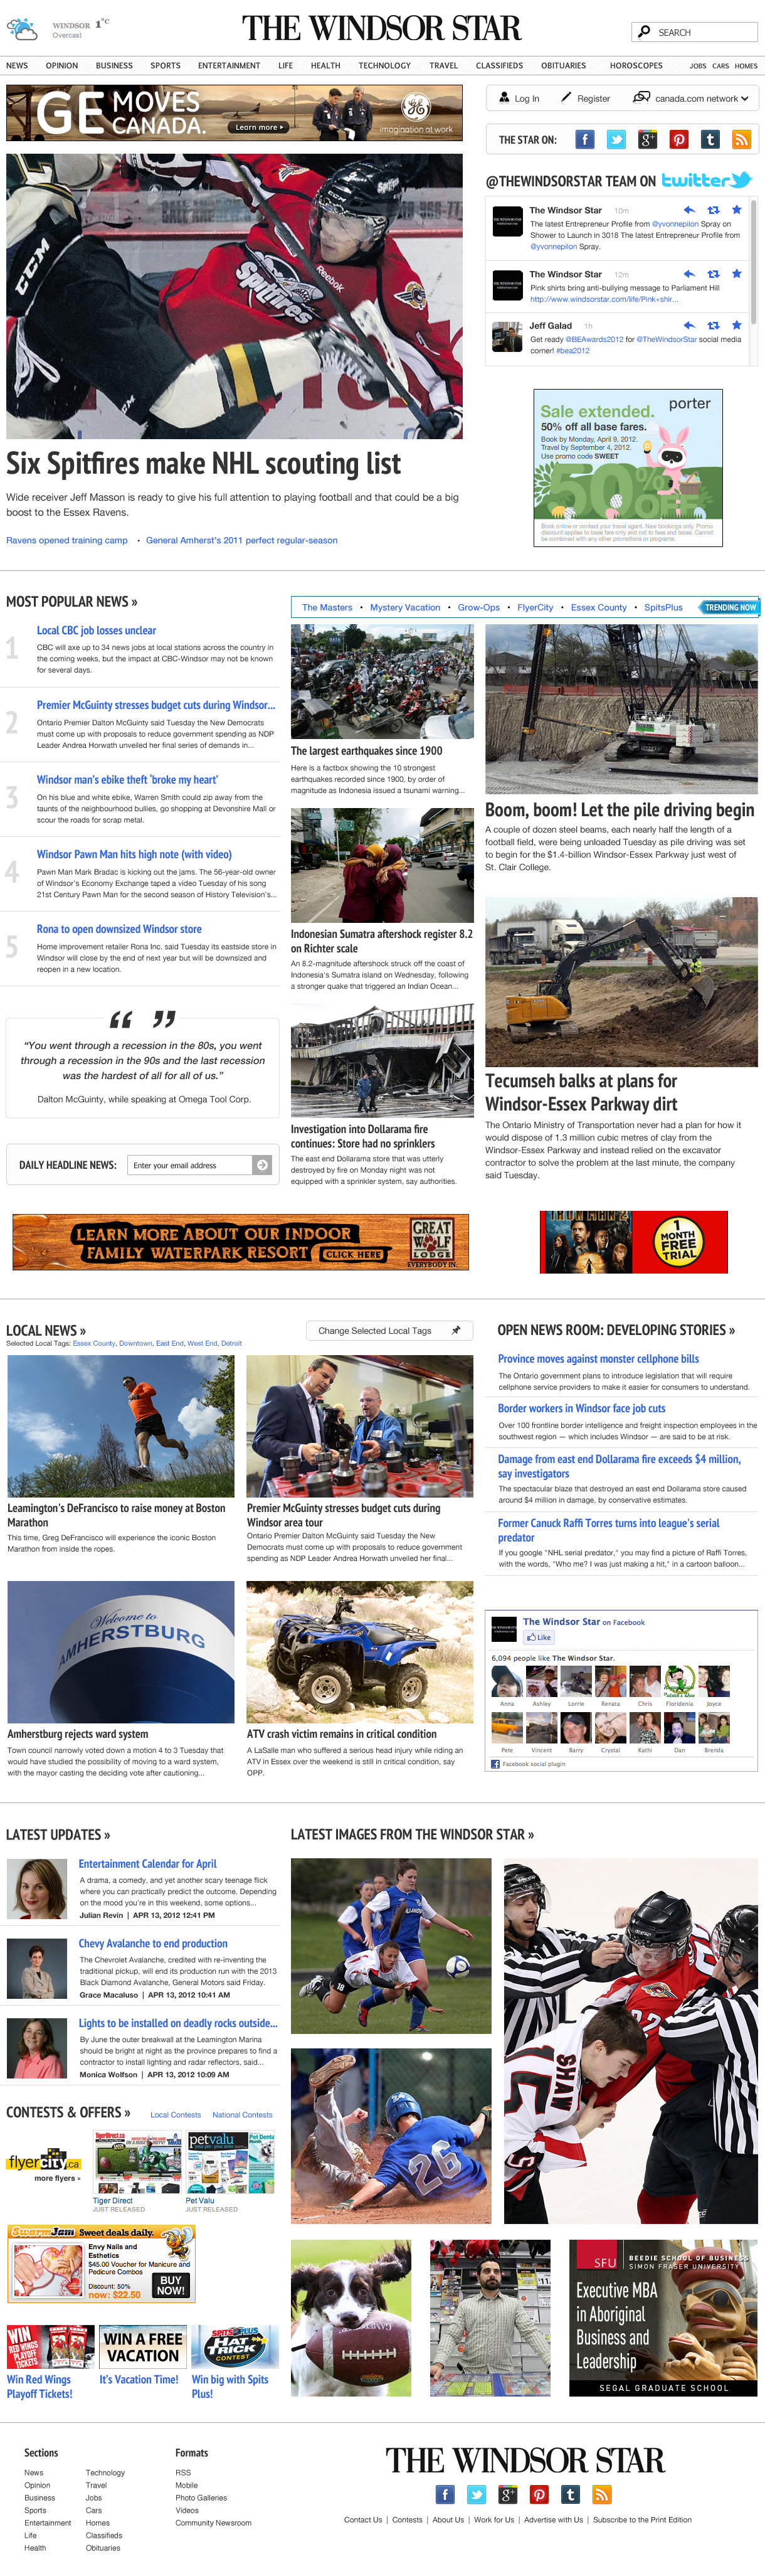 WINDSOR 1°C
Overcast
THE WINDSOR STAR
SEARCH
NEWS OPINION BUSINESS SPORTS ENTERTAINMENT LIFE HEALTH TECHNOLOGY TRAVEL CLASSIFIEDS OBITUARIES HOROSCOPES JOBS CARS HOMES
GE MOVES
CANADA.
Learn more
imagination at work
Log In Register canada.com network
THE STAR ON:
@THEWINDSORSTAR TEAM ON twitter
The Windsor Star 10m
The latest Entrepreneur Profile from @yvonnepilon Spray on
Shower to Launch in 3018 The latest Entrepreneur Profile from
@yvonnepilon Spray.
The Windsor Star 12m
Pink shirts bring anti-bullying message to Parliament Hill
http://www.windsorstar.com/life/Pink+shir...
Jeff Galad 1h
Get ready @BEAwards2012 for @TheWindsorStar social media
corner! #bea2012
CCM
Spitfires
Reebok
Six Spitfires make NHL scouting list
Wide receiver Jeff Masson is ready to give his full attention to playing football and that could be a big
boost to the Essex Ravens.
Ravens opened training camp • General Amherst's 2011 perfect regular-season
porter
Sale extended.
50% off all base fares.
Book by Monday, April 9, 2012.
Travel by September 4, 2012.
Use promo code SWEET
50%
Book online or contact your travel agent. New bookings only. Promo
discount applies to base fare only and not to fees and taxes. Cannot
be combined with any other promotions or programs.
MOST POPULAR NEWS »
1
Local CBC job losses unclear
CBC will axe up to 34 news jobs at local stations across the country in
the coming weeks, but the impact at CBC-Windsor may not be known
for several days.
2
Premier McGuinty stresses budget cuts during Windsor...
Ontario Premier Dalton McGuinty said Tuesday the New Democrats
must come up with proposals to reduce government spending as NDP
Leader Andrea Horwath unveiled her final series of demands in...
3
Windsor man's ebike theft 'broke my heart'
On his blue and white ebike, Warren Smith could zip away from the
taunts of the neighbourhood bullies, go shopping at Devonshire Mall or
scour the roads for scrap metal.
4
Windsor Pawn Man hits high note (with video)
Pawn Man Mark Bradac is kicking out the jams. The 56-year-old owner
of Windsor's Economy Exchange taped a video Tuesday of his song
21st Century Pawn Man for the second season of History Television's...
5
Rona to open downsized Windsor store
Home improvement retailer Rona Inc. said Tuesday its eastside store in
Windsor will close by the end of next year but will be downsized and
reopen in a new location.
“You went through a recession in the 80s, you went
through a recession in the 90s and the last recession
was the hardest of all for all of us.”
Dalton McGuinty, while speaking at Omega Tool Corp.
DAILY HEADLINE NEWS: Enter your email address
The Masters • Mystery Vacation • Grow-Ops • FlyerCity • Essex County • SpitsPlus TRENDING NOW
The largest earthquakes since 1900
Here is a factbox showing the 10 strongest
earthquakes recorded since 1900, by order of
magnitude as Indonesia issued a tsunami warning...
Indonesian Sumatra aftershock register 8.2
on Richter scale
An 8.2-magnitude aftershock struck off the coast of
Indonesia's Sumatra island on Wednesday, following
a stronger quake that triggered an Indian Ocean...
Investigation into Dollarama fire
continues: Store had no sprinklers
The east end Dollarama store that was utterly
destroyed by fire on Monday night was not
equipped with a sprinkler system, say authorities.
Boom, boom! Let the pile driving begin
A couple of dozen steel beams, each nearly half the length of a
football field, were being unloaded Tuesday as pile driving was set
to begin for the $1.4-billion Windsor-Essex Parkway just west of
St. Clair College.
AMICO
Tecumseh balks at plans for
Windsor-Essex Parkway dirt
The Ontario Ministry of Transportation never had a plan for how it
would dispose of 1.3 million cubic metres of clay from the
Windsor-Essex Parkway and instead relied on the excavator
contractor to solve the problem at the last minute, the company
said Tuesday.
LEARN MORE ABOUT OUR INDOOR
FAMILY WATERPARK RESORT CLICK HERE
GREAT
WOLF
LODGE
EVERYBODY IN.
IRON MAN 2
1
MONTH
FREE
TRIAL
LOCAL NEWS »
Selected Local Tags: Essex County, Downtown, East End, West End, Detroit
Change Selected Local Tags
Leamington's DeFrancisco to raise money at Boston
Marathon
This time, Greg DeFrancisco will experience the iconic Boston
Marathon from inside the ropes.
Premier McGuinty stresses budget cuts during
Windsor area tour
Ontario Premier Dalton McGuinty said Tuesday the New
Democrats must come up with proposals to reduce government
spending as NDP Leader Andrea Horwath unveiled her final...
Welcome to
AMHERSTBURG
Amherstburg rejects ward system
Town council narrowly voted down a motion 4 to 3 Tuesday that
would have studied the possibility of moving to a ward system,
with the mayor casting the deciding vote after cautioning...
ATV crash victim remains in critical condition
A LaSalle man who suffered a serious head injury while riding an
ATV in Essex over the weekend is still in critical condition, say
OPP.
OPEN NEWS ROOM: DEVELOPING STORIES »
Province moves against monster cellphone bills
The Ontario government plans to introduce legislation that will require
cellphone service providers to make it easier for consumers to understand.
Border workers in Windsor face job cuts
Over 100 frontline border intelligence and freight inspection employees in the
southwest region — which includes Windsor — are said to be at risk.
Damage from east end Dollarama fire exceeds $4 million,
say investigators
The spectacular blaze that destroyed an east end Dollarama store caused
around $4 million in damage, by conservative estimates.
Former Canuck Raffi Torres turns into league's serial
predator
If you google "NHL serial predator," you may find a picture of Raffi Torres,
with the words, "Who me? I was just making a hit," in a cartoon balloon...
The Windsor Star on Facebook
Like
6,094 people like The Windsor Star.
Anna Ashley Lorrie Renata Chris Floridenia Joyce
Pete Vincent Barry Crystal Kathi Dan Brenda
Facebook social plugin
LATEST UPDATES »
Entertainment Calendar for April
A drama, a comedy, and yet another scary teenage flick
where you can practically predict the outcome. Depending
on the mood you're in this weekend, some options...
Julian Revin | APR 13, 2012 12:41 PM
Chevy Avalanche to end production
The Chevrolet Avalanche, credited with re-inventing the
traditional pickup, will end its production run with the 2013
Black Diamond Avalanche, General Motors said Friday.
Grace Macaluso | APR 13, 2012 10:41 AM
Lights to be installed on deadly rocks outside...
By June the outer breakwall at the Leamington Marina
should be bright at night as the province prepares to find a
contractor to install lighting and radar reflectors, said...
Monica Wolfson | APR 13, 2012 10:09 AM
CONTESTS & OFFERS » Local Contests National Contests
flyercity.ca
more flyers »
TigerDirect.ca
Tiger Direct
JUST RELEASED
petvalu
Pet Valu
JUST RELEASED
SwarmJam Sweet deals daily.
Envy Nails and
Esthetics
$45.00 Voucher for Manicure and
Pedicure Combos
Discount: 50%
now: $22.50
BUY
NOW!
WIN
RED WINGS
PLAYOFF
TICKETS
Win Red Wings
Playoff Tickets!
WIN A FREE
VACATION
It's Vacation Time!
SPITS PLUS
HAT
TRICK
CONTEST
Win big with Spits
Plus!
LATEST IMAGES FROM THE WINDSOR STAR »
18
26
SHAW
15
22
SFU
BEEDIE SCHOOL OF BUSINESS
SIMON FRASER UNIVERSITY
Executive MBA
in Aboriginal
Business and
Leadership
SEGAL GRADUATE SCHOOL
Sections
News
Opinion
Business
Sports
Entertainment
Life
Health
Technology
Travel
Jobs
Cars
Homes
Classifieds
Obituaries
Formats
RSS
Mobile
Photo Galleries
Videos
Community Newsroom
THE WINDSOR STAR
Contact Us | Contests | About Us | Work for Us | Advertise with Us | Subscribe to the Print Edition